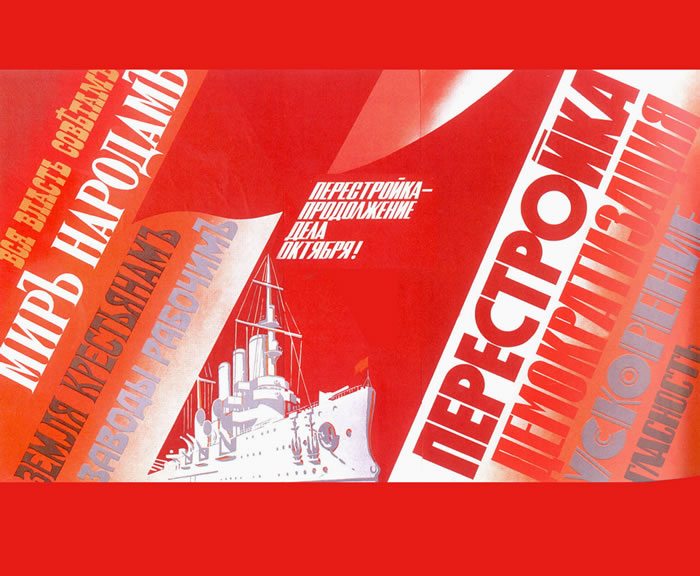 ВСЯ ВЛАСТЬ СОВѢТАМЪ
МИРЪ НАРОДАМЪ
ЗЕМЛЯ КРЕСТЬЯНАМЪ
ЗАВОДЫ РАБОЧИМЪ
ПЕРЕСТРОЙКА–
ПРОДОЛЖЕНИЕ
ДЕЛА
ОКТЯБРЯ!
ПЕРЕСТРОЙКА
ДЕМОКРАТИЗАЦИЯ
УСКОРЕНИЕ
ГЛАСНОСТЬ